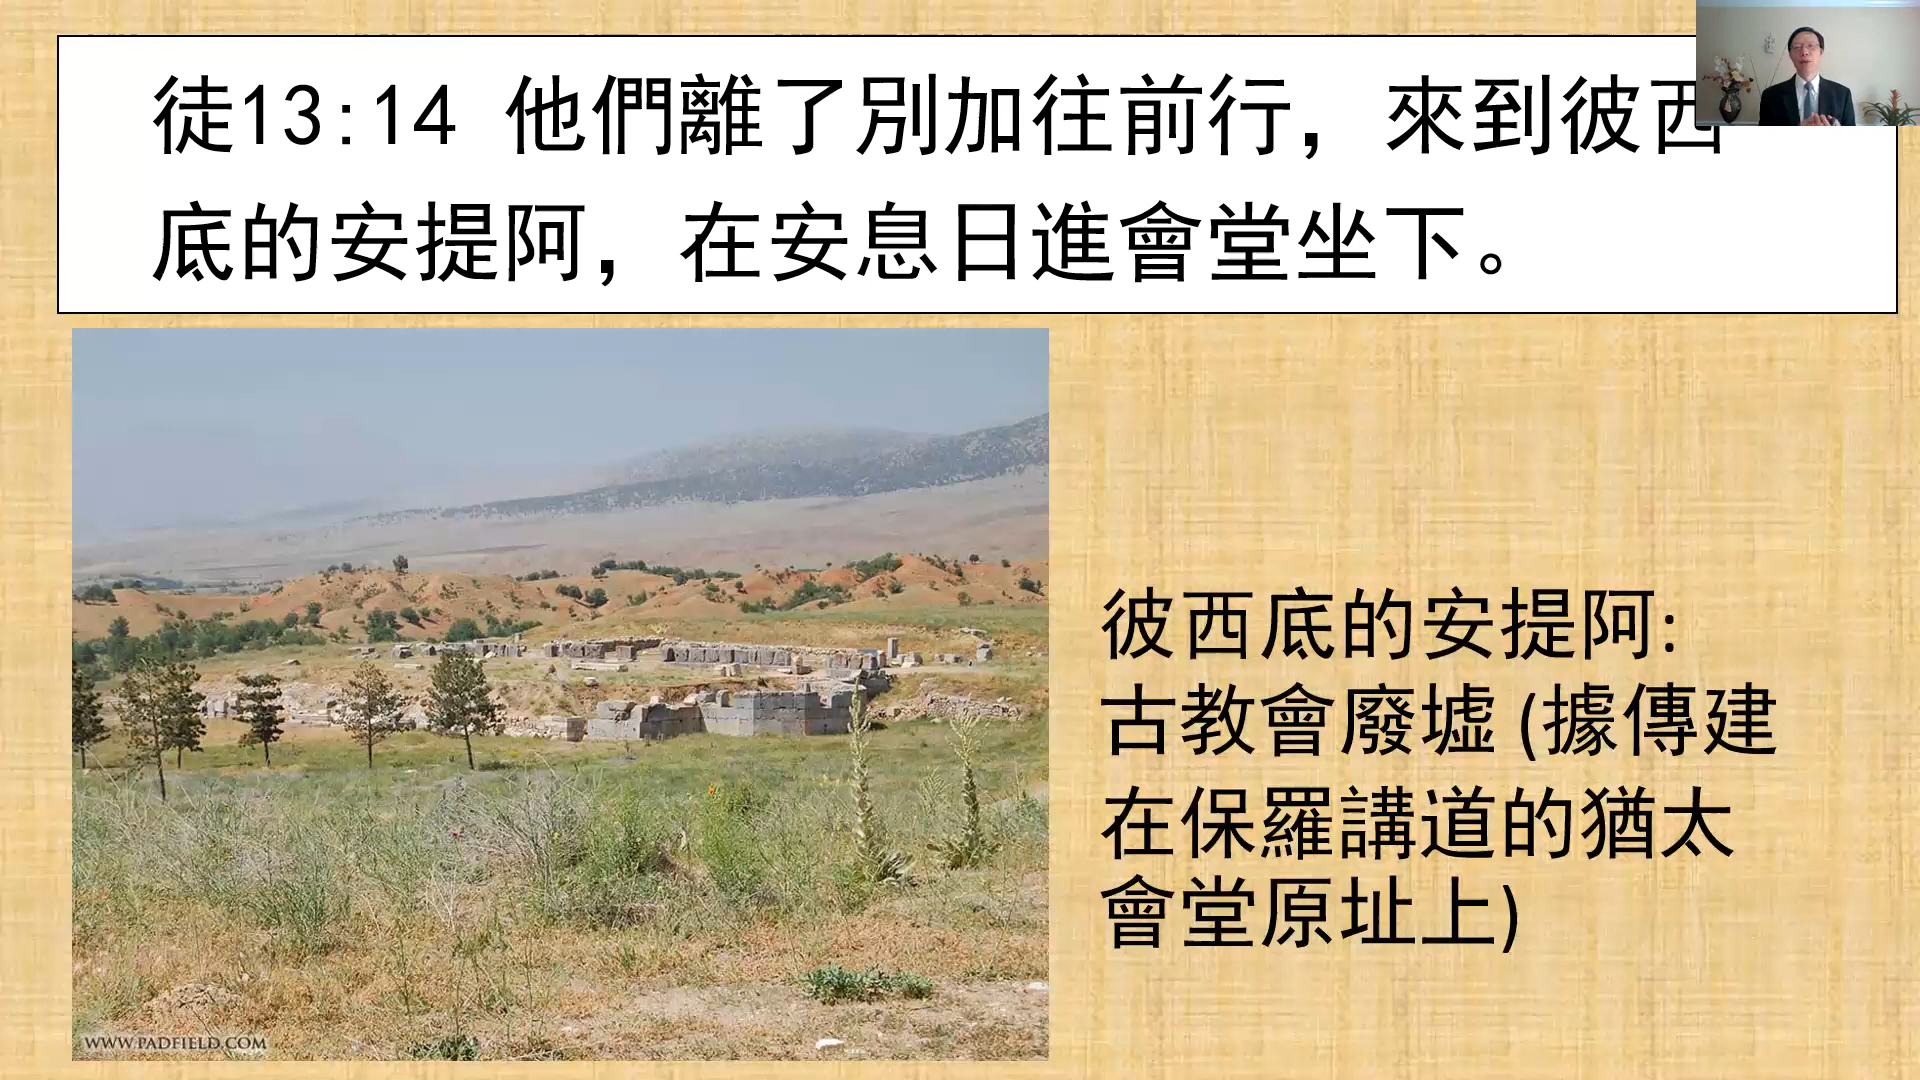 徒13:14 他們離了別加往前行，來到彼西
底的安提阿，在安息日進會堂坐下。
彼西底的安提阿:
古教會廢墟 (據傳建
在保羅講道的猶太
會堂原址上)
WWW.PADFIELD.COM